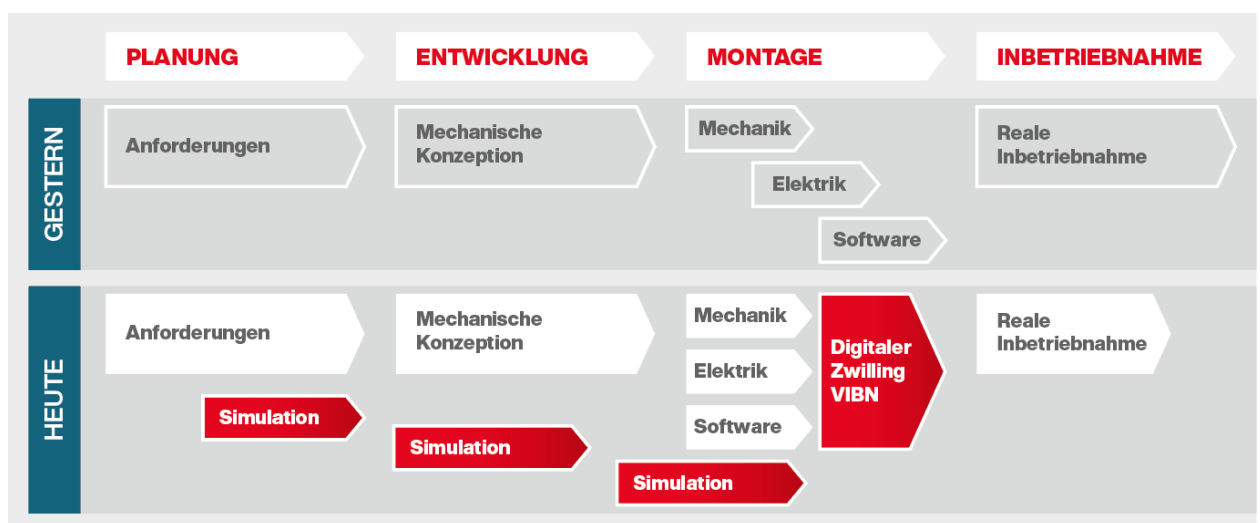 PLANUNG
ENTWICKLUNG
MONTAGE
INBETRIEBNAHME
GESTERN
Anforderungen
Mechanische
Konzeption
Mechanik
Elektrik
Software
Reale
Inbetriebnahme
HEUTE
Anforderungen
Simulation
Mechanische
Konzeption
Simulation
Mechanik
Elektrik
Software
Simulation
Digitaler
Zwilling
VIBN
Reale
Inbetriebnahme